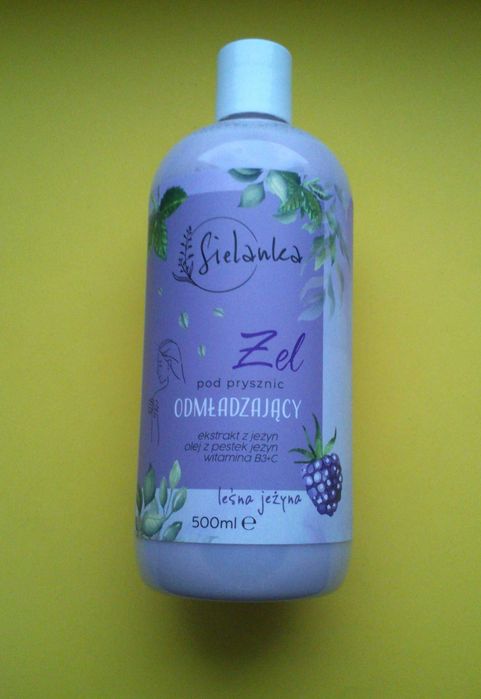 Sielanka
Żel
pod prysznic
ODMŁADZAJĄCY
ekstrakt z jeżyn
olej z pestek jeżyn
witamina B3+C
leśna jeżyna
500ml ℮